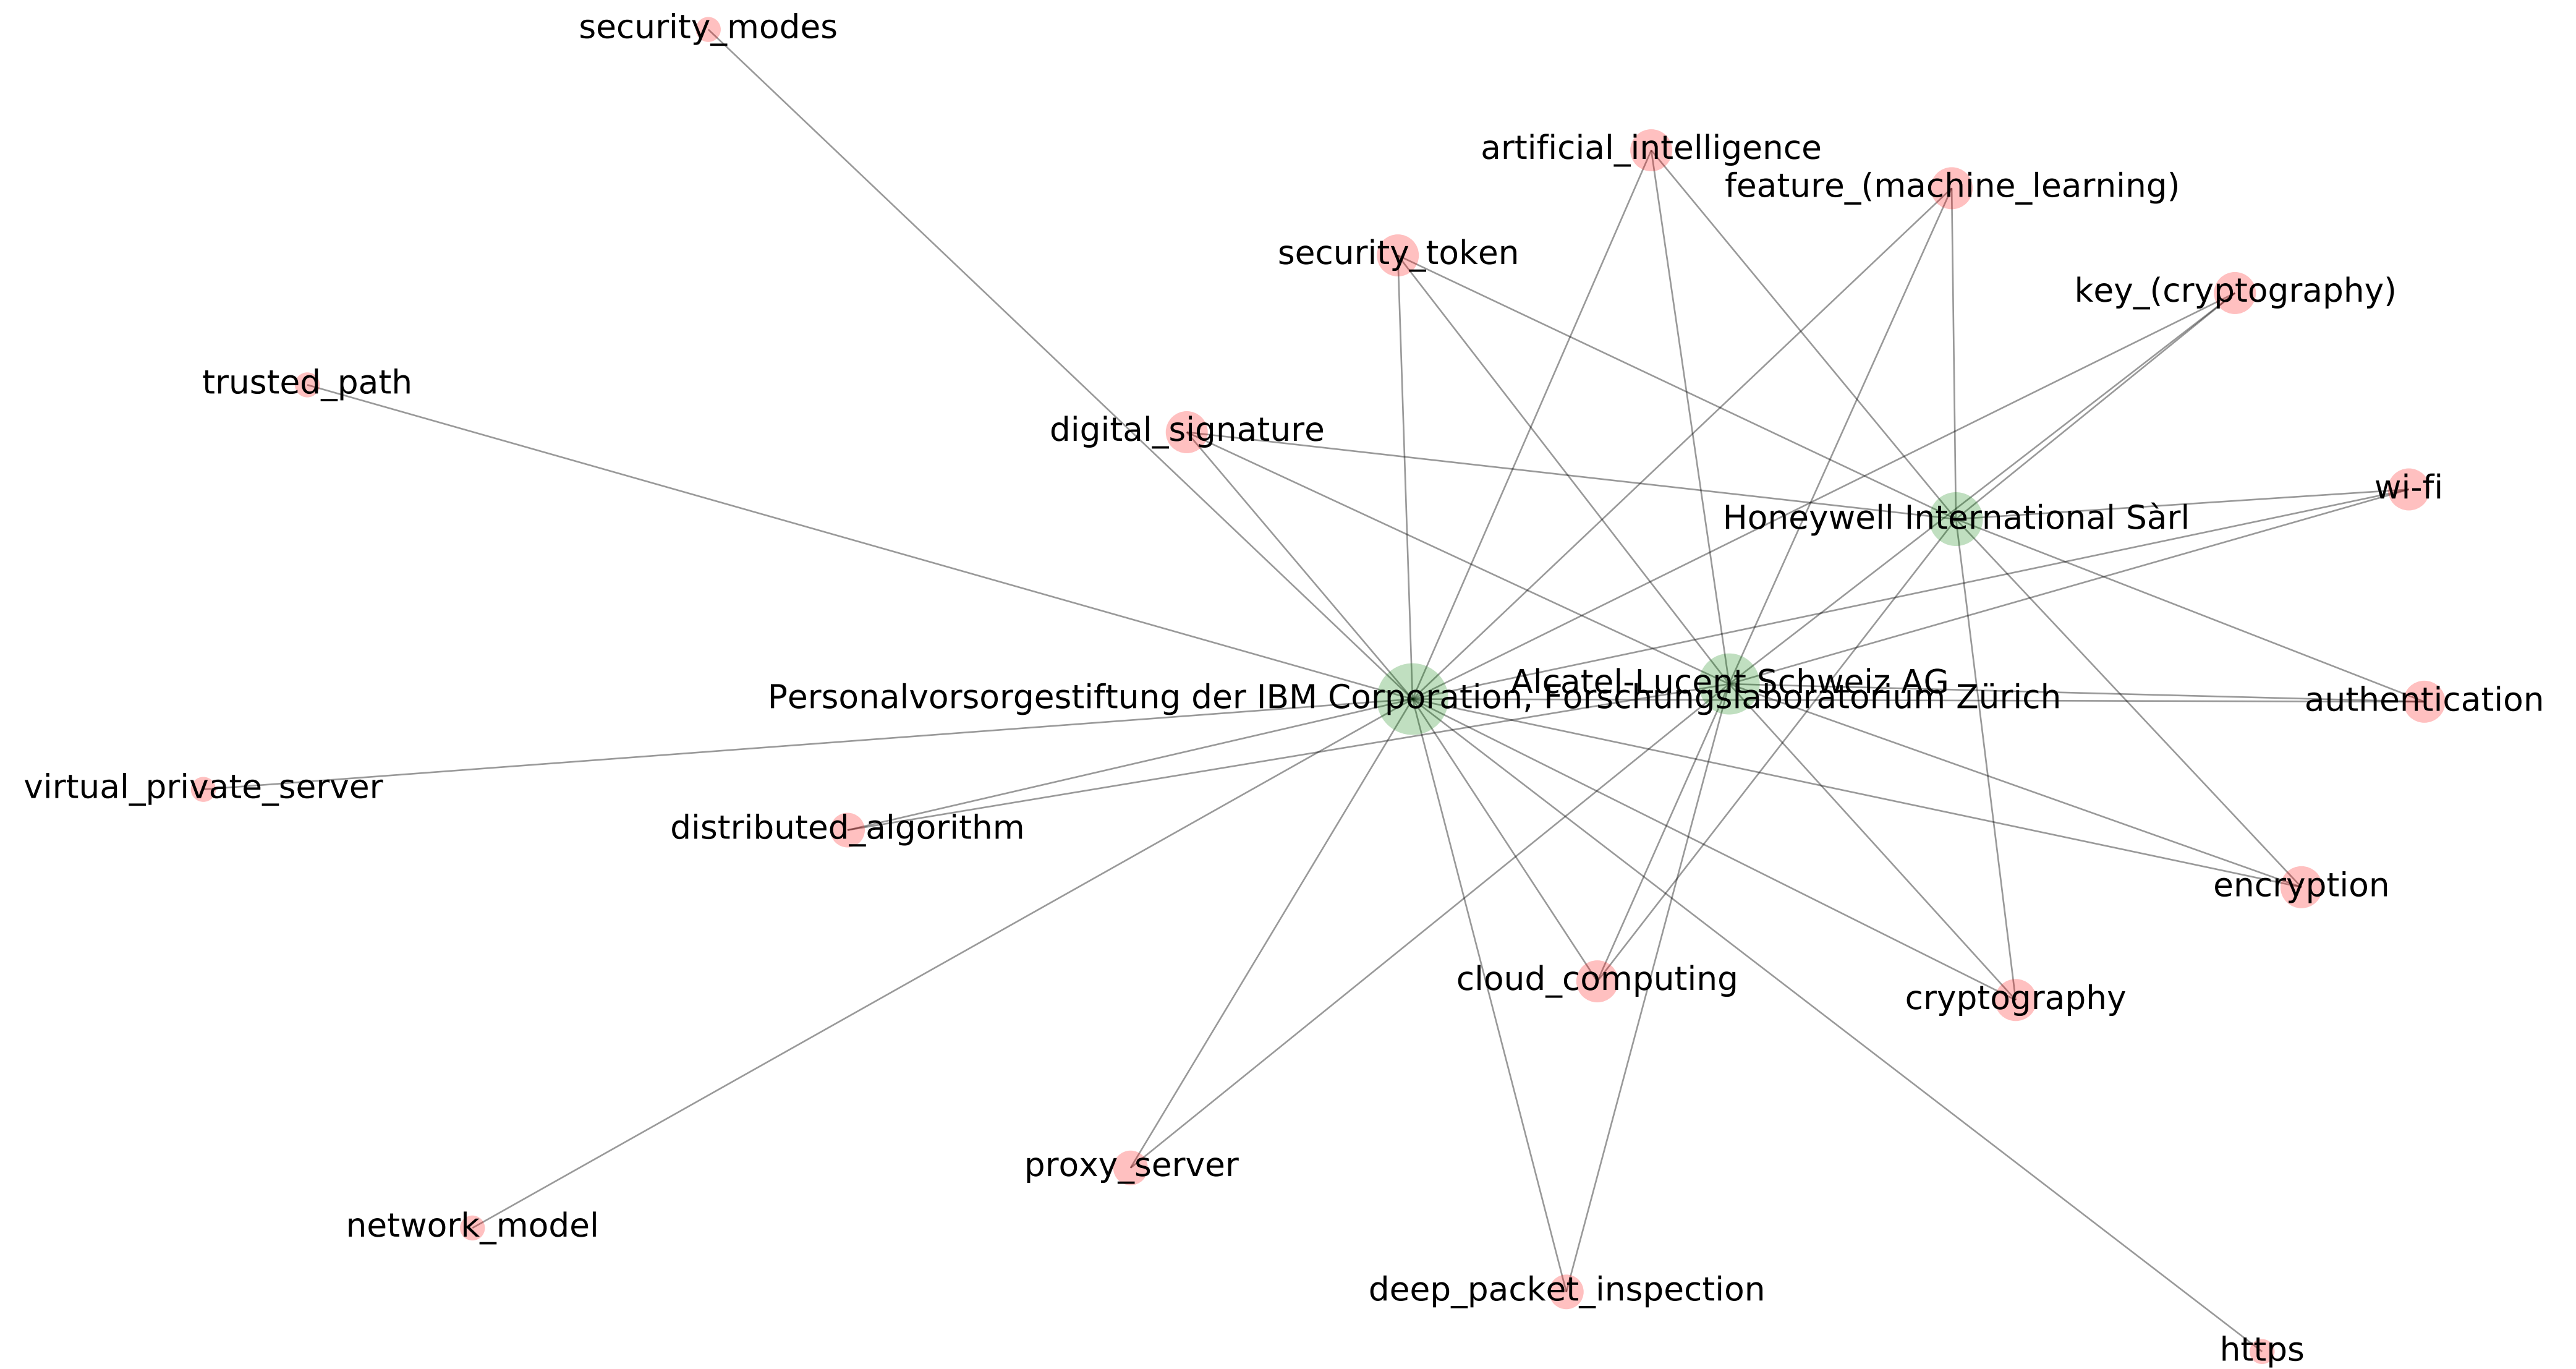 security_modes
artificial_intelligence
feature_(machine_learning)
security_token
key_(cryptography)
trusted_path
digital_signature
wi-fi
Honeywell International Sàrl
Alcatel-Lucent Schweiz AG
Personalvorsorgestiftung der IBM Corporation, Forschungslaboratorium Zürich
authentication
virtual_private_server
distributed_algorithm
encryption
cloud_computing
cryptography
proxy_server
network_model
deep_packet_inspection
https